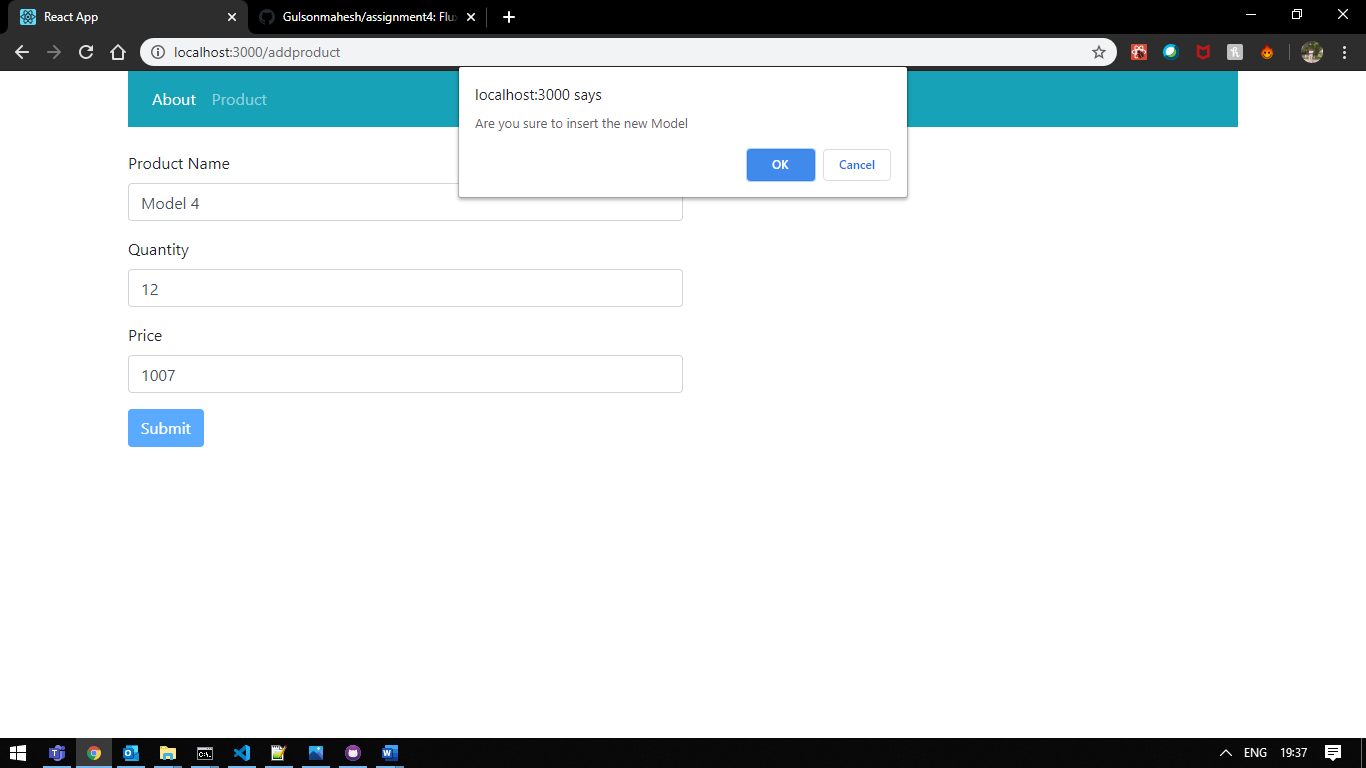 React App
Gulsonmahesh/assignment4: Flu
localhost:3000/addproduct
localhost:3000 says
Are you sure to insert the new Model
OK
Cancel
About
Product
Product Name
Model 4
Quantity
12
Price
1007
Submit
ENG
19:37